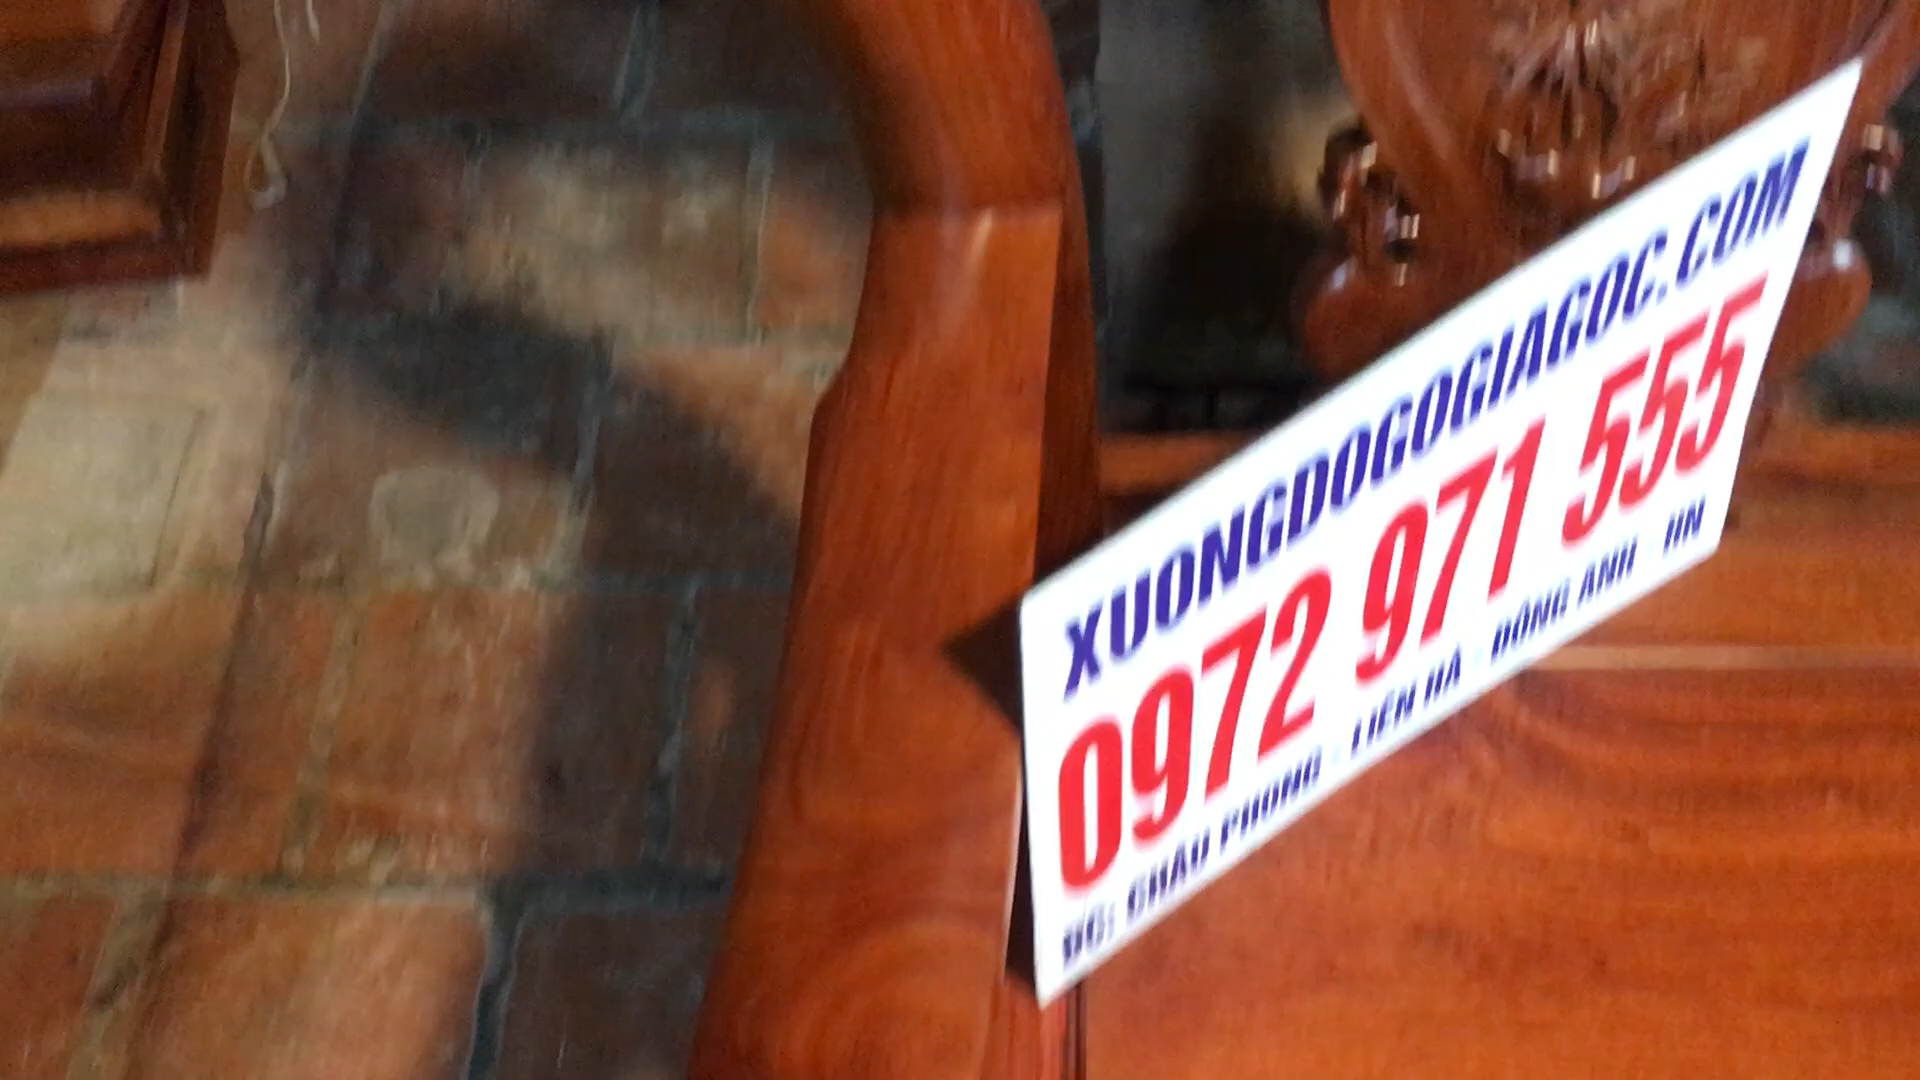 XUONGDOGOGIAGOC.COM
0972 971 555
ĐC: CHÂU PHONG - LIÊN HÀ - ĐÔNG ANH - HN